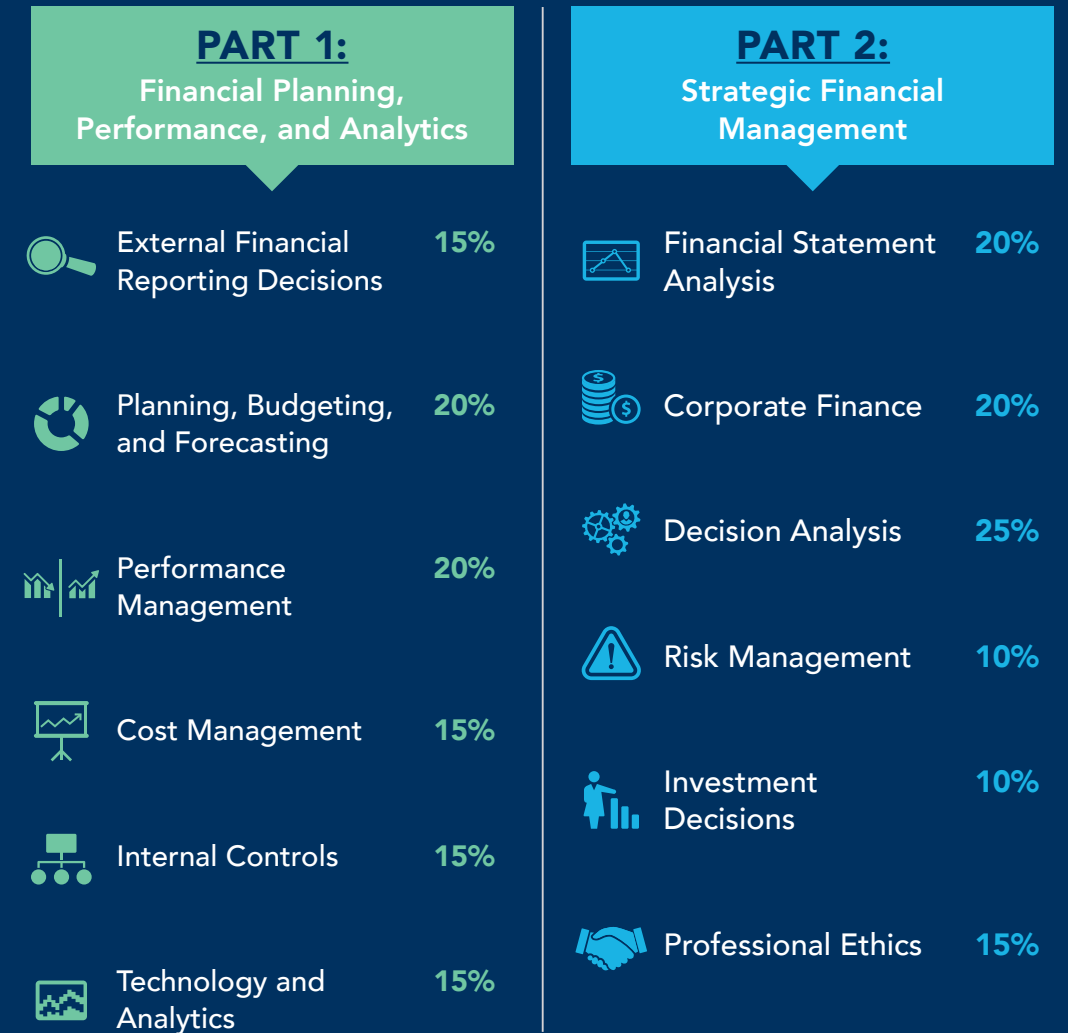 PART 1:
Financial Planning,
Performance, and Analytics
External Financial 15%
Reporting Decisions
Planning, Budgeting, 20%
and Forecasting
Performance 20%
Management
Cost Management 15%
Internal Controls 15%
Technology and 15%
Analytics
PART 2:
Strategic Financial
Management
Financial Statement 20%
Analysis
Corporate Finance 20%
Decision Analysis 25%
Risk Management 10%
Investment 10%
Decisions
Professional Ethics 15%